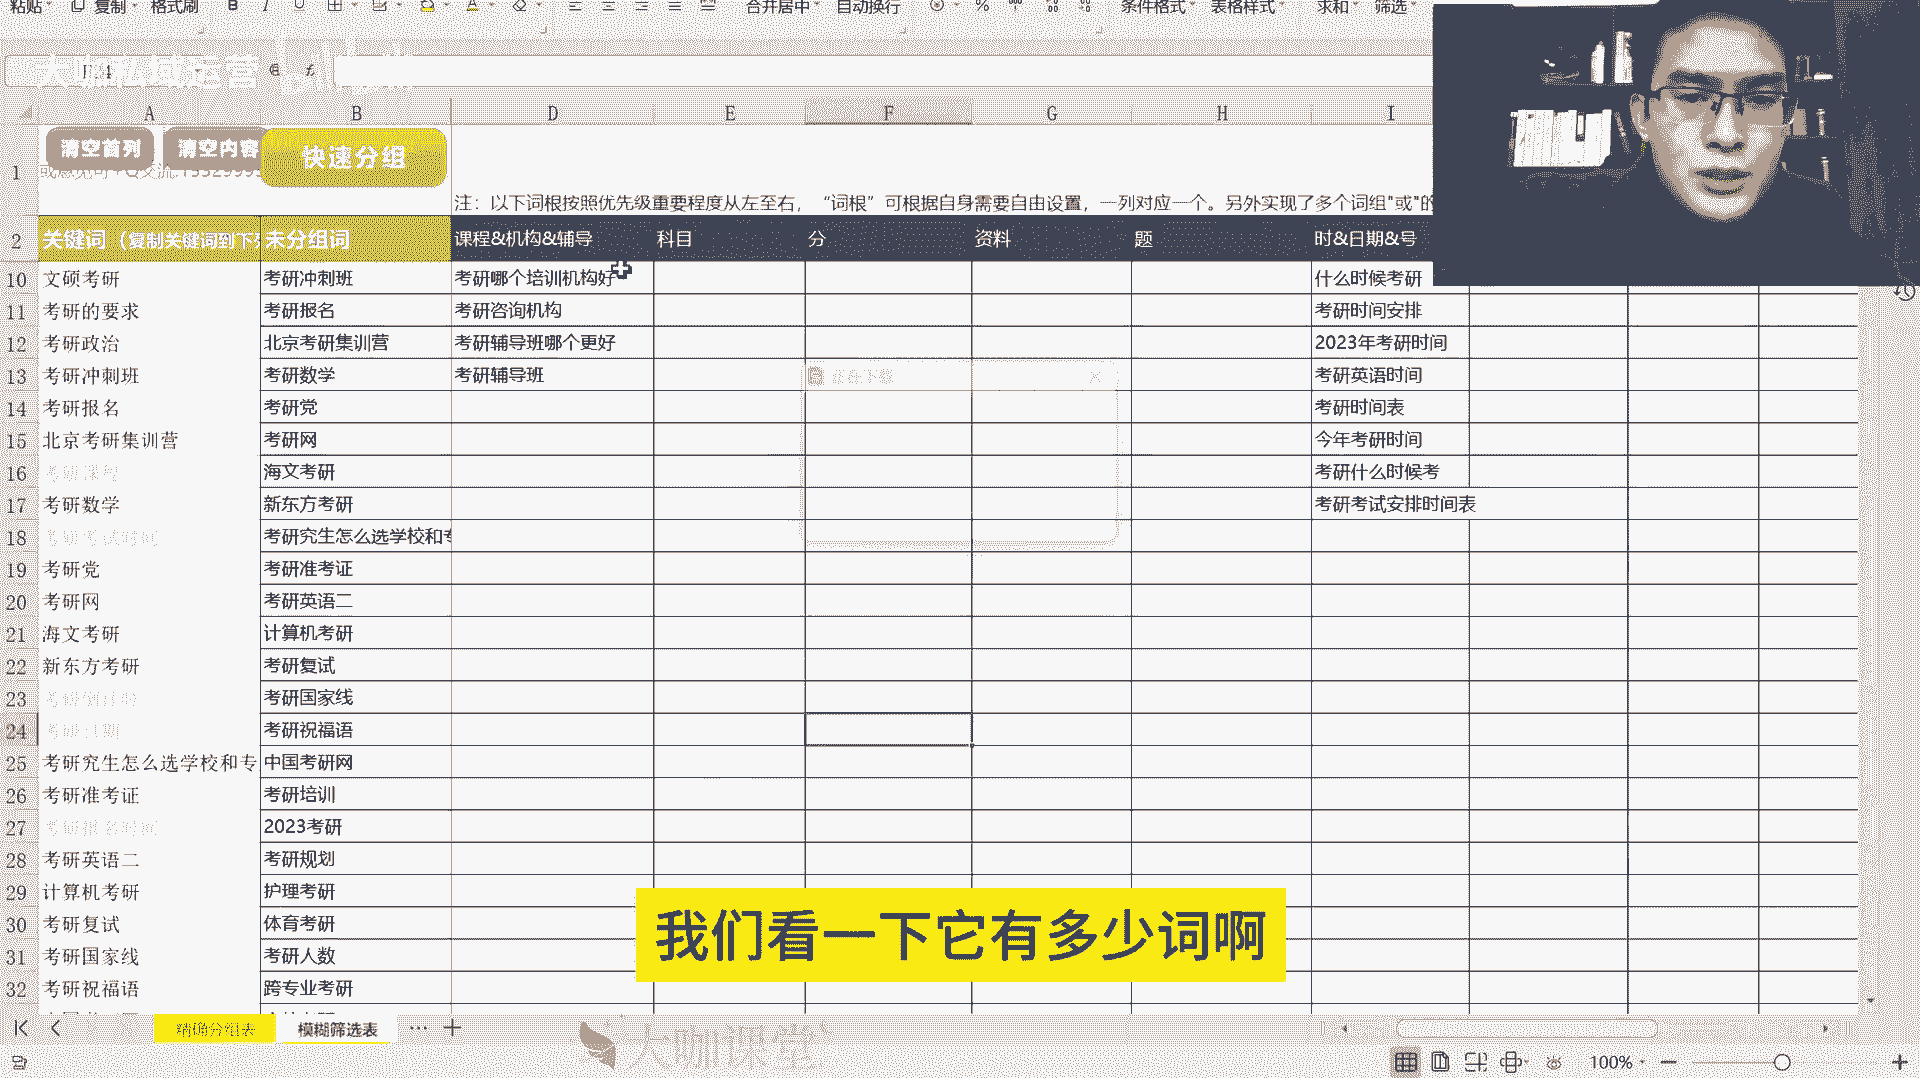 粘贴 复制 格式刷 B I U 合并居中 自动换行 % 条件格式 表格样式 求和 筛选
大咖私域运营
A B D E F G H I
清空首列 清空内容 快速分组
1 注：以下词根按照优先级重要程度从左至右，“词根”可根据自身需要自由设置，一列对应一个。另外实现了多个词组"或"的
2 关键词（复制关键词到下 未分组词 课程&机构&辅导 科目 分 资料 题 时&日期&号
10 文硕考研 考研冲刺班 考研哪个培训机构好 什么时候考研
11 考研的要求 考研报名 考研咨询机构 考研时间安排
12 考研政治 北京考研集训营 考研辅导班哪个更好 2023年考研时间
13 考研冲刺班 考研数学 考研辅导班 正在下载 考研英语时间
14 考研报名 考研党 考研时间表
15 北京考研集训营 考研网 今年考研时间
16 考研课程 海文考研 考研什么时候考
17 考研数学 新东方考研 考研考试安排时间表
18 考研考试时间 考研究生怎么选学校和专
19 考研党 考研准考证
20 考研网 考研英语二
21 海文考研 计算机考研
22 新东方考研 考研复试
23 考研国家线
24 考研日期 考研祝福语
25 考研究生怎么选学校和专 中国考研网
26 考研准考证 考研培训
27 考研报名时间 2023考研
28 考研英语二 考研规划
29 计算机考研 护理考研
30 考研复试 体育考研
31 考研国家线 考研人数
32 考研祝福语 跨专业考研
我们看一下它有多少词啊
精确分组表 模糊筛选表 ··· +
大咖课堂
100%